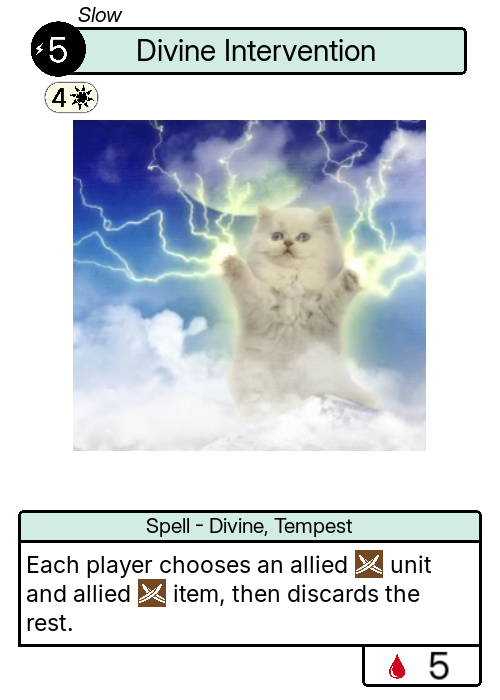 Slow
5
Divine Intervention
4
Spell - Divine, Tempest
Each player chooses an allied unit
and allied item, then discards the
rest.
5